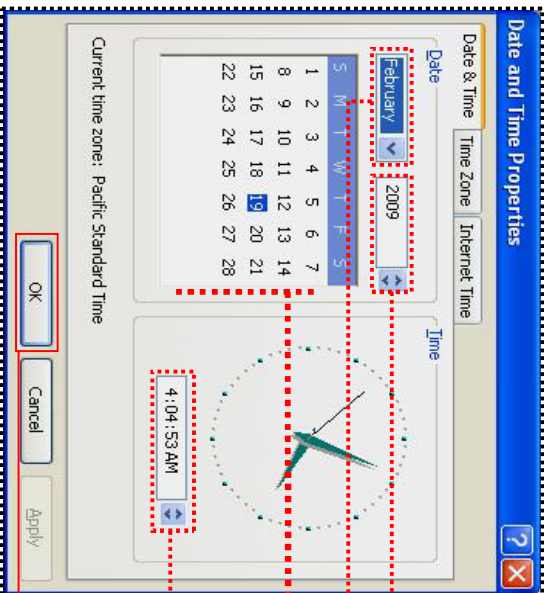 Date and Time Properties
?
Date & Time Time Zone Internet Time
Date
February 2009
S M T W T F S
1 2 3 4 5 6 7
8 9 10 11 12 13 14
15 16 17 18 19 20 21
22 23 24 25 26 27 28
Time
4:04:53 AM
Current time zone: Pacific Standard Time
OK Cancel Apply